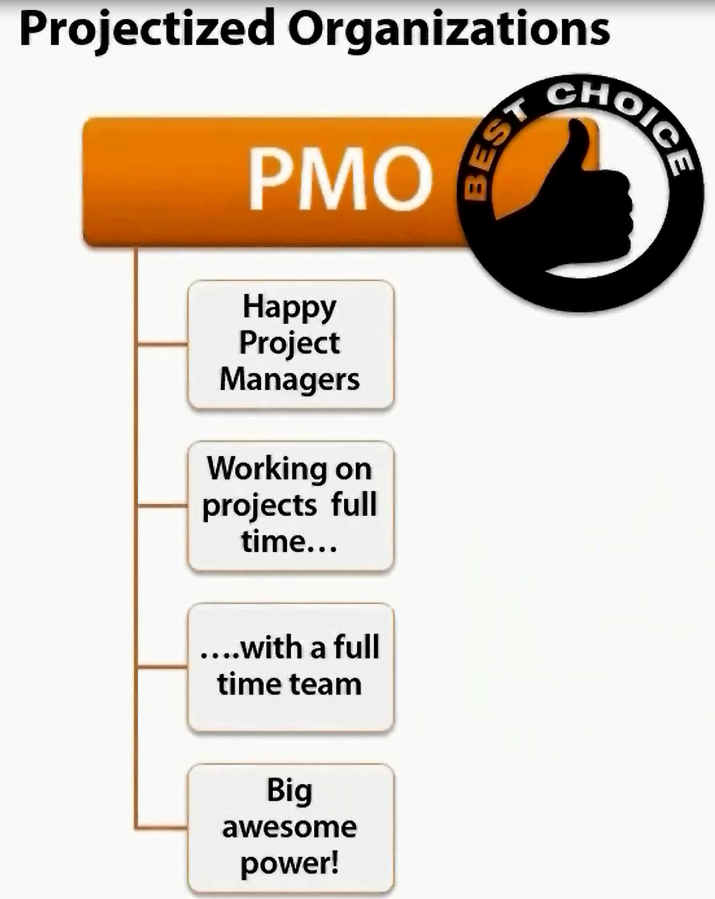 Projectized Organizations
BEST CHOICE
PMO
Happy
Project
Managers
Working on
projects full
time...
....with a full
time team
Big
awesome
power!